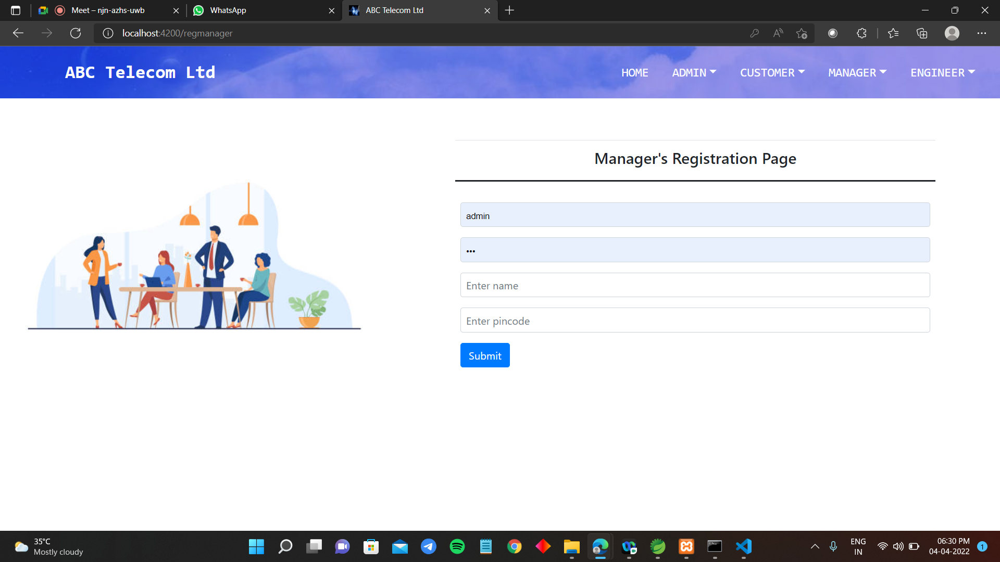 Meet – njn-azhs-uwb
WhatsApp
ABC Telecom Ltd
localhost:4200/regmanager
ABC Telecom Ltd
HOME
ADMIN
CUSTOMER
MANAGER
ENGINEER
Manager's Registration Page
admin
•••
Enter name
Enter pincode
Submit
35°C
Mostly cloudy
ENG
IN
06:30 PM
04-04-2022
1